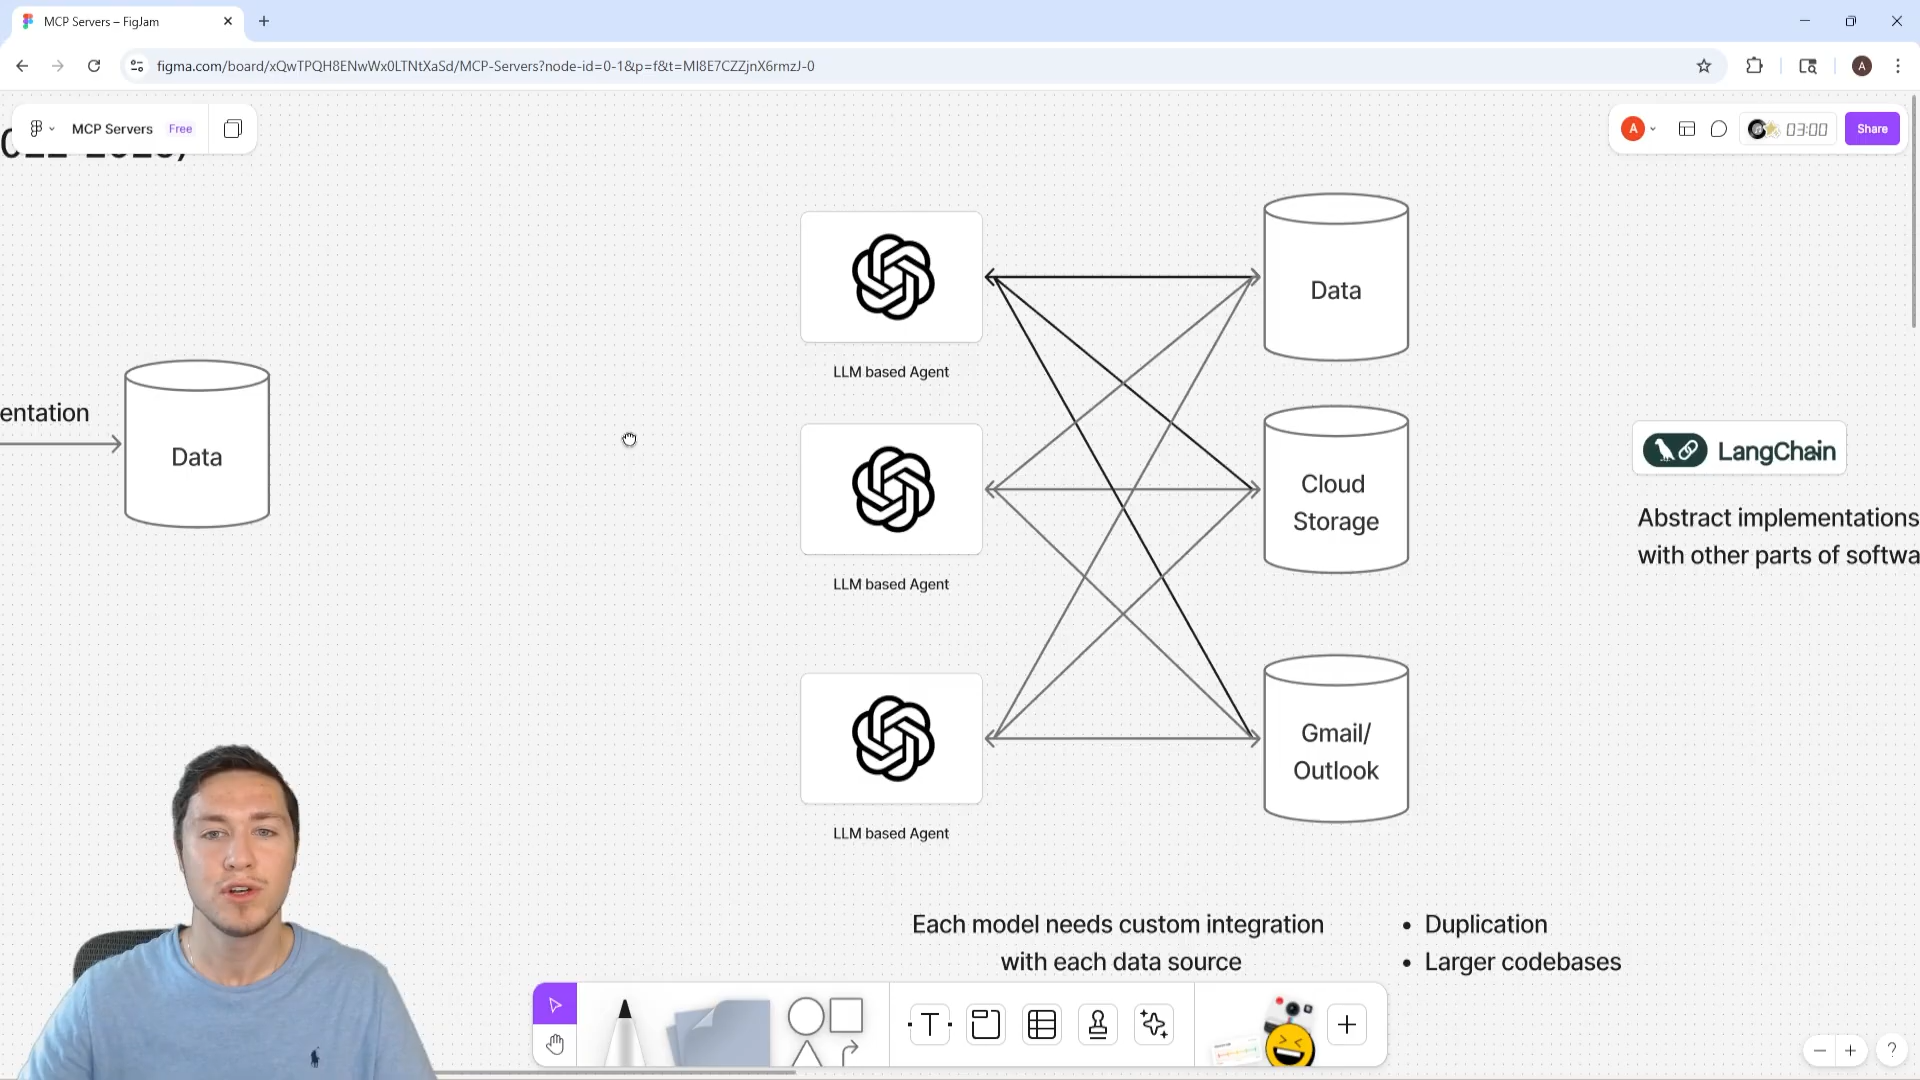 MCP Servers – FigJam
figma.com/board/xQwTPQH8ENwWx0LTNtXaSd/MCP-Servers?node-id=0-1&p=f&t=MI8E7CZZjnX6rmzJ-0
A
MCP Servers
Free
A
03:00
Share
Data
LLM based Agent
entation
Data
Cloud
Storage
LangChain
Abstract implementations
with other parts of softwa
LLM based Agent
Gmail/
Outlook
LLM based Agent
Each model needs custom integration
with each data source
• Duplication
• Larger codebases
T